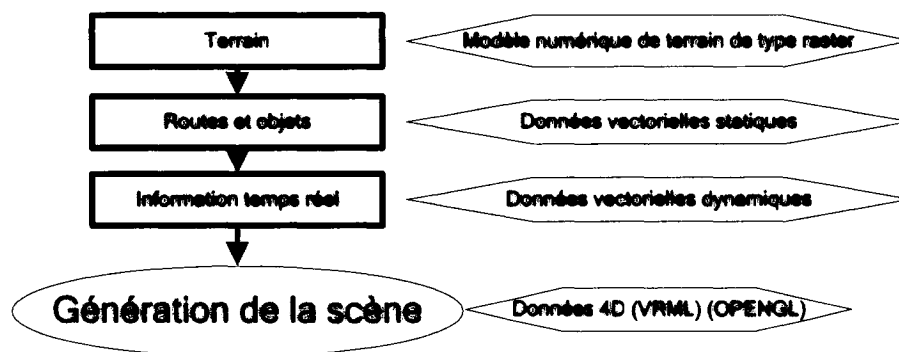 Terrain
Modèle numérique de terrain de type raster
Routes et objets
Données vectorielles statiques
Information temps réel
Données vectorielles dynamiques
Génération de la scène
Données 4D (VRML) (OPENGL)